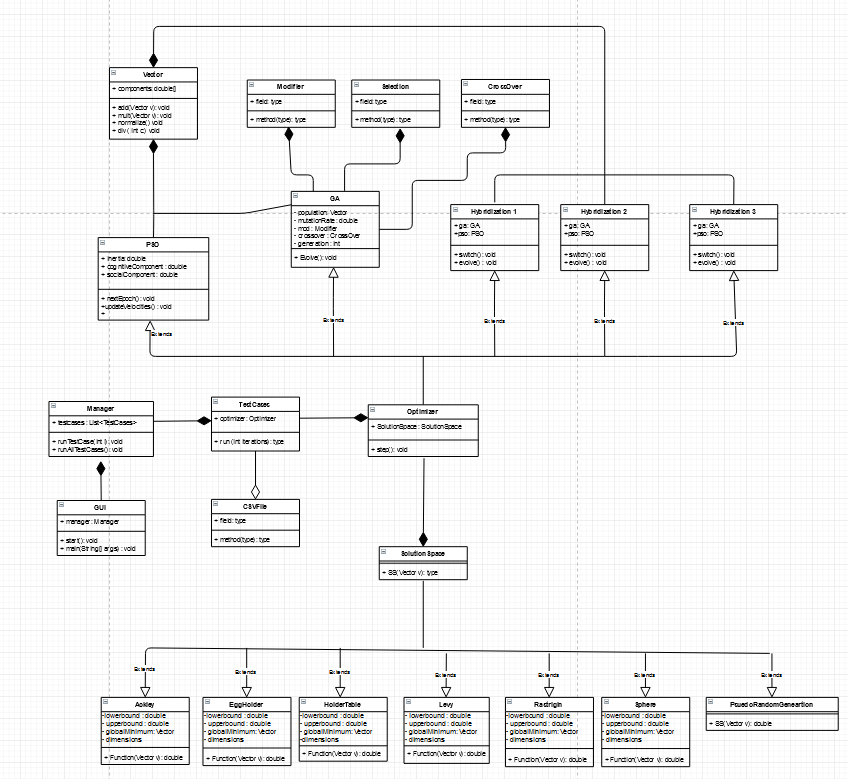 Vector
+ components: double[]
+ add(Vector v): void
+ mult(Vector v) : void
+ normalize() void
+ div ( int c) void
Modifier
+ field: type
+ method(type): type
Selection
+ field: type
+ method(type): type
CrossOver
+ field: type
+ method(type): type
GA
- population: Vector
- mutationRate : double
- mod : Modifier
- crossover : CrossOver
- generation : int
+ Evolve(): void
Hybridization 1
+ ga: GA
+pso: PSO
+switch() : void
+evolve() : void
Hybridization 2
+ ga: GA
+pso: PSO
+switch() : void
+evolve() : void
Hybridization 3
+ ga: GA
+pso: PSO
+switch() : void
+evolve() : void
PSO
+ inertia: double
+ cognitiveComponent : double
+ socialComponent : double
+ nextEpoch() : void
+updateVelocities() : void
+
Extends
Extends
Extends
Extends
Extends
Manager
+ testcases : List<TestCases>
+ runTestCase(int i): void
+ runAllTestCases(): void
TestCases
+ optimizer: Optimizer
+ run (int iterations) : type
Optimizer
+ SolutionSpace : SolutionSpace
+ step(): void
GUI
+ manager: Manager
+ start(): void
+ main(String[] args) : void
CSVFile
+ field: type
+ method(type): type
Solution Space
+ SS(Vector v): type
Extends
Extends
Extends
Extends
Extends
Extends
Extends
Ackley
-lowerbound : double
- upperbound : double
- globalMinimum: Vector
- dimensions
+ Function(Vector v) : double
EggHolder
-lowerbound : double
- upperbound : double
- globalMinimum: Vector
- dimensions
+ Function(Vector v) : double
HolderTable
-lowerbound : double
- upperbound : double
- globalMinimum: Vector
-dimensions
+ Function(Vector v) : double
Levy
-lowerbound : double
- upperbound : double
- globalMinimum: Vector
- dimensions
+ Function(Vector v) : double
Rastrigin
-lowerbound : double
- upperbound : double
- globalMinimum: Vector
- dimensions
+ Function(Vector v) : double
Sphere
-lowerbound : double
- upperbound : double
- globalMinimum: Vector
-dimensions
+ Function(Vector v) : double
PsuedoRandomGeneartion
+ SS(Vector v): double